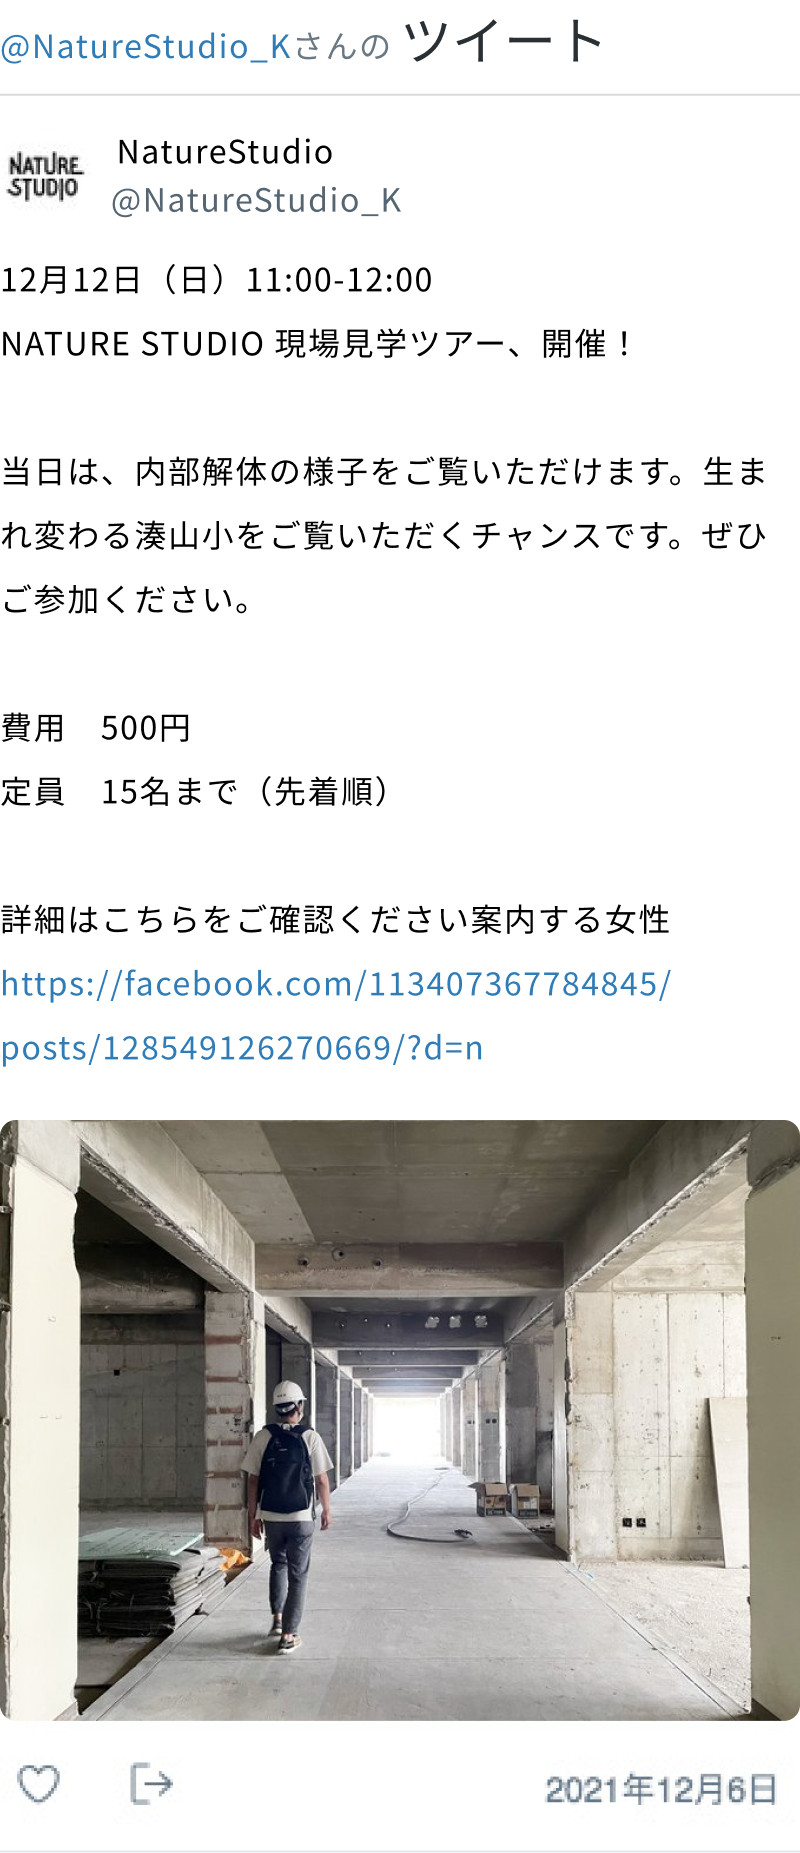 @NatureStudio_Kさんの ツイート
NATURE
STUDIO
NatureStudio
@NatureStudio_K
12月12日（日）11:00-12:00
NATURE STUDIO 現場見学ツアー、開催！
当日は、内部解体の様子をご覧いただけます。生ま
れ変わる湊山小をご覧いただくチャンスです。ぜひ
ご参加ください。
費用　500円
定員　15名まで（先着順）
詳細はこちらをご確認ください案内する女性
https://facebook.com/113407367784845/
posts/128549126270669/?d=n
2021年12月6日